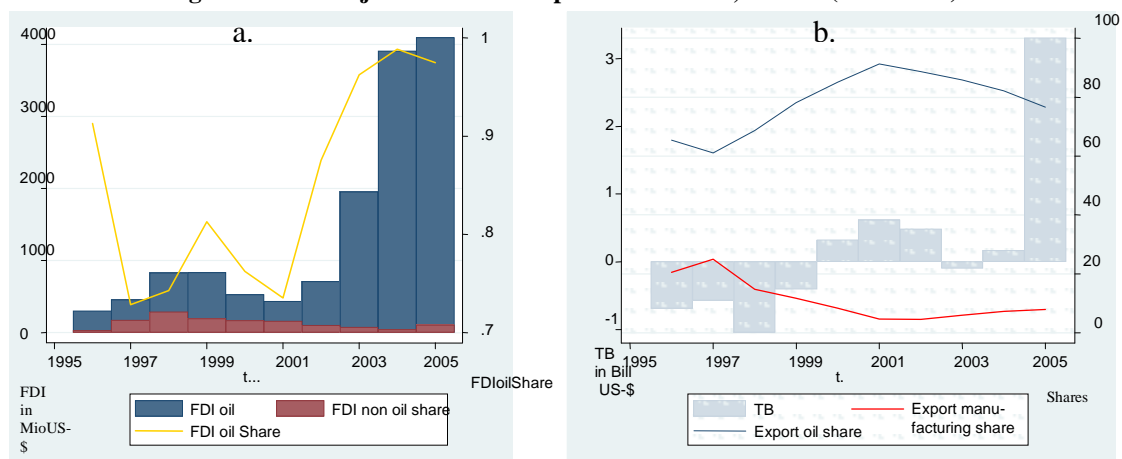 a.
4000
3000
2000
1000
0
1
.9
.8
.7
1995 1997 1999 2001 2003 2005
t...
FDI
in
MioUS-
$
FDIoilShare
FDI oil FDI non oil share
FDI oil Share
b.
100
80
60
40
20
0
3
2
1
0
-1
1995 1997 1999 2001 2003 2005
t.
TB
in Bill
US-$
Shares
TB Export manu-
facturing share
Export oil share